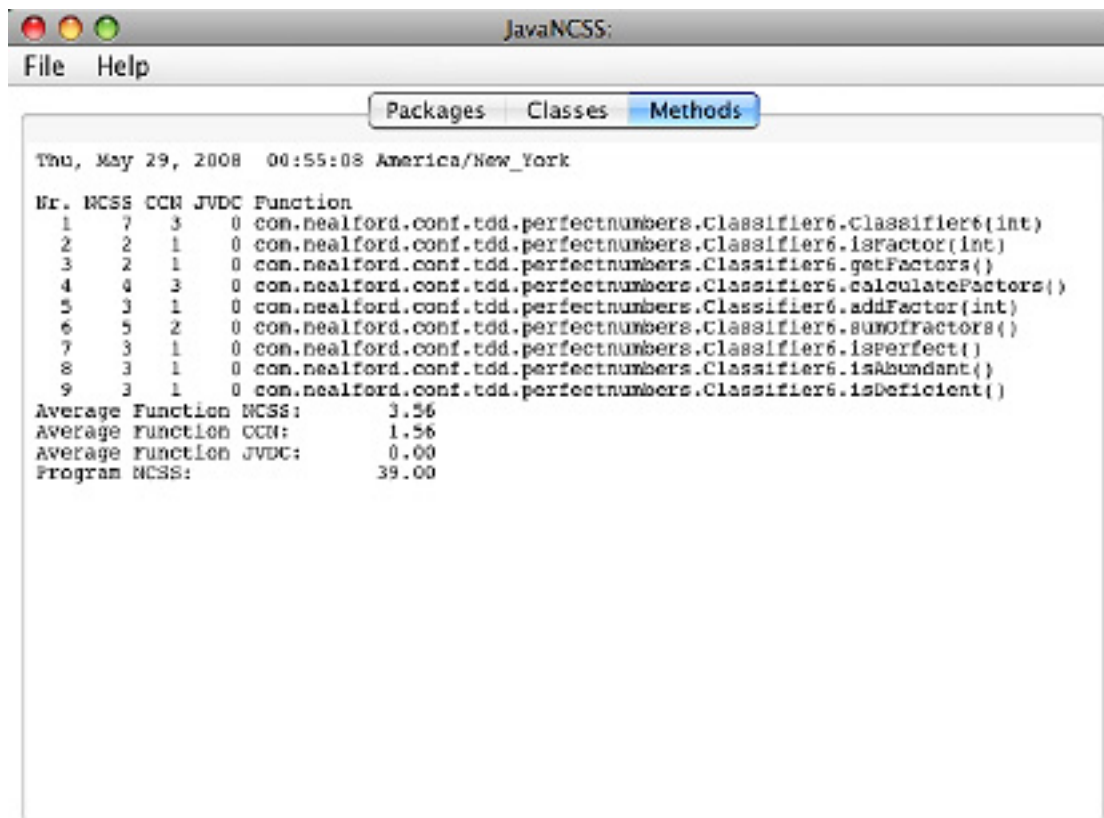 JavaNCSS:
File Help
Packages Classes Methods
Thu, May 29, 2008 00:55:08 America/New_York
Nr. NCSS CCN JVDC Function
1 7 3 0 com.nealford.conf.tdd.perfectnumbers.Classifier6.Classifier6(int)
2 2 1 0 com.nealford.conf.tdd.perfectnumbers.Classifier6.isFactor(int)
3 2 1 0 com.nealford.conf.tdd.perfectnumbers.Classifier6.getFactors()
4 4 3 0 com.nealford.conf.tdd.perfectnumbers.Classifier6.calculateFactors()
5 3 1 0 com.nealford.conf.tdd.perfectnumbers.Classifier6.addFactor(int)
6 5 2 0 com.nealford.conf.tdd.perfectnumbers.Classifier6.sumOfFactors()
7 3 1 0 com.nealford.conf.tdd.perfectnumbers.Classifier6.isPerfect()
8 3 1 0 com.nealford.conf.tdd.perfectnumbers.Classifier6.isAbundant()
9 3 1 0 com.nealford.conf.tdd.perfectnumbers.Classifier6.isDeficient()
Average Function NCSS: 3.56
Average Function CCN: 1.56
Average Function JVDC: 0.00
Program NCSS: 39.00